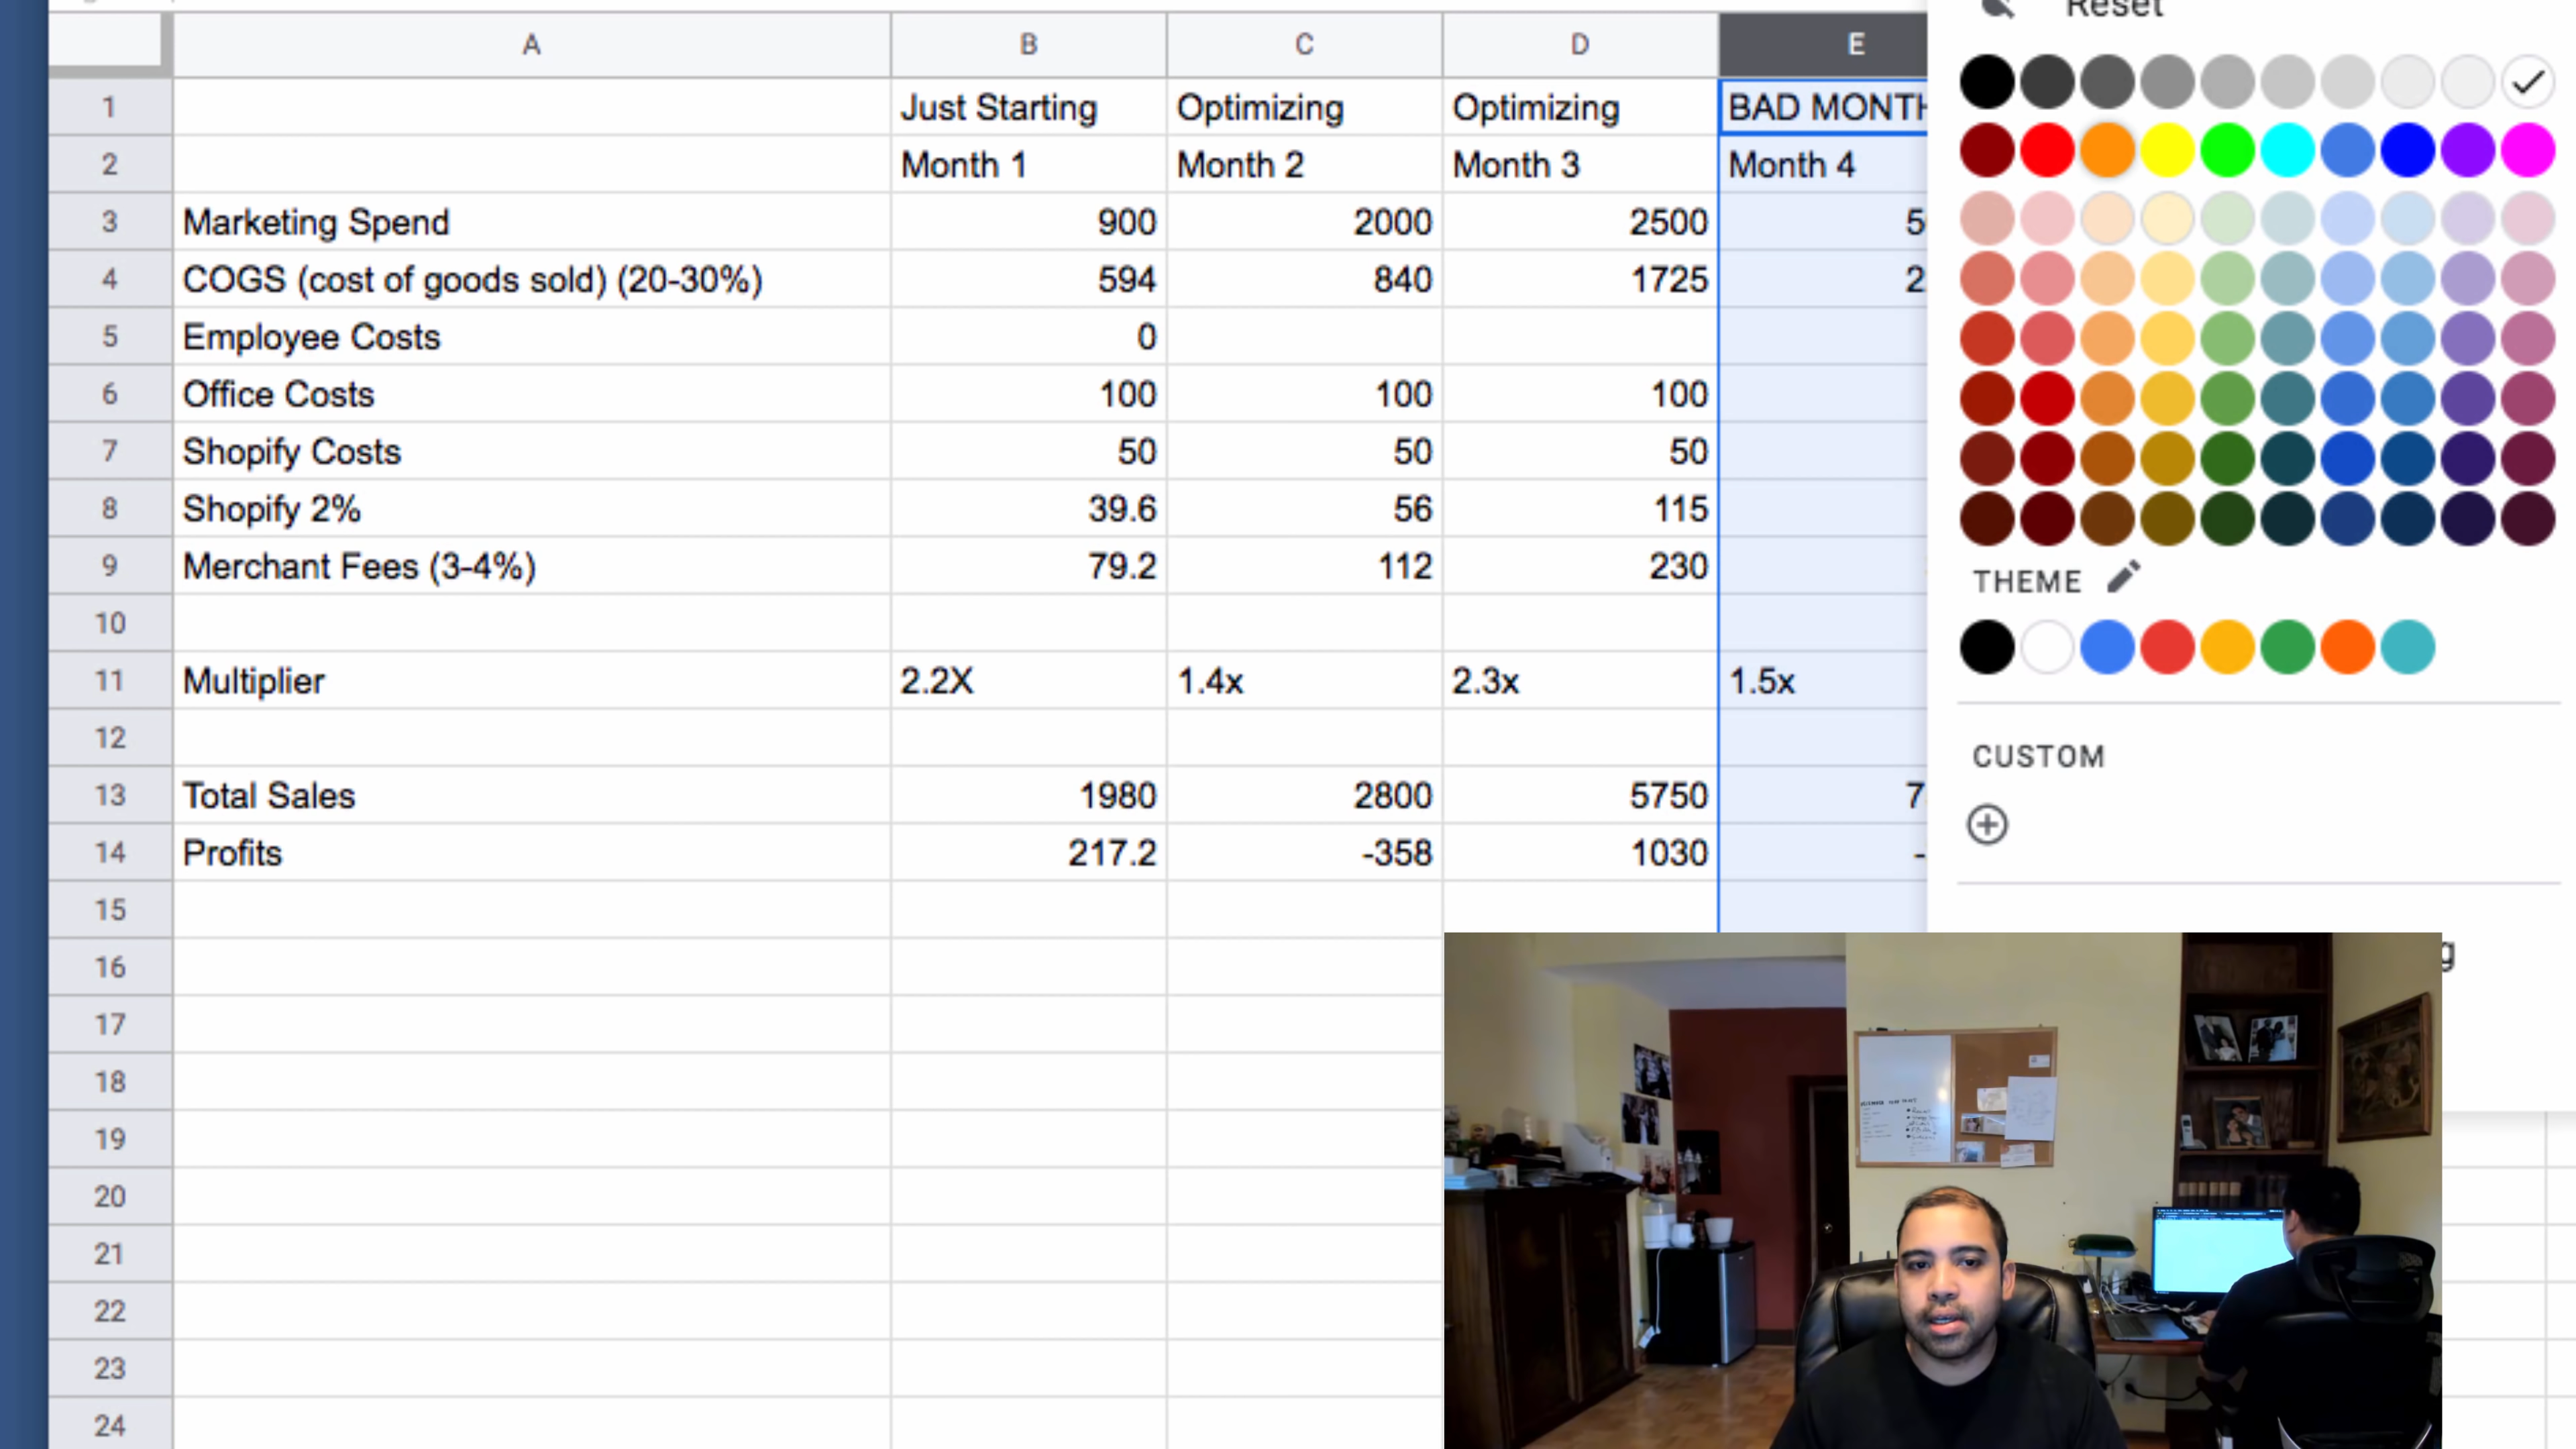 Reset
A B C D E
1 Just Starting Optimizing Optimizing BAD MONTH
2 Month 1 Month 2 Month 3 Month 4
3 Marketing Spend 900 2000 2500 5
4 COGS (cost of goods sold) (20-30%) 594 840 1725 2
5 Employee Costs 0
6 Office Costs 100 100 100
7 Shopify Costs 50 50 50
8 Shopify 2% 39.6 56 115
9 Merchant Fees (3-4%) 79.2 112 230
THEME
10
11 Multiplier 2.2X 1.4x 2.3x 1.5x
12
CUSTOM
13 Total Sales 1980 2800 5750 7
14 Profits 217.2 -358 1030 -
15
16 g
17
18
19
20
21
22
23
24